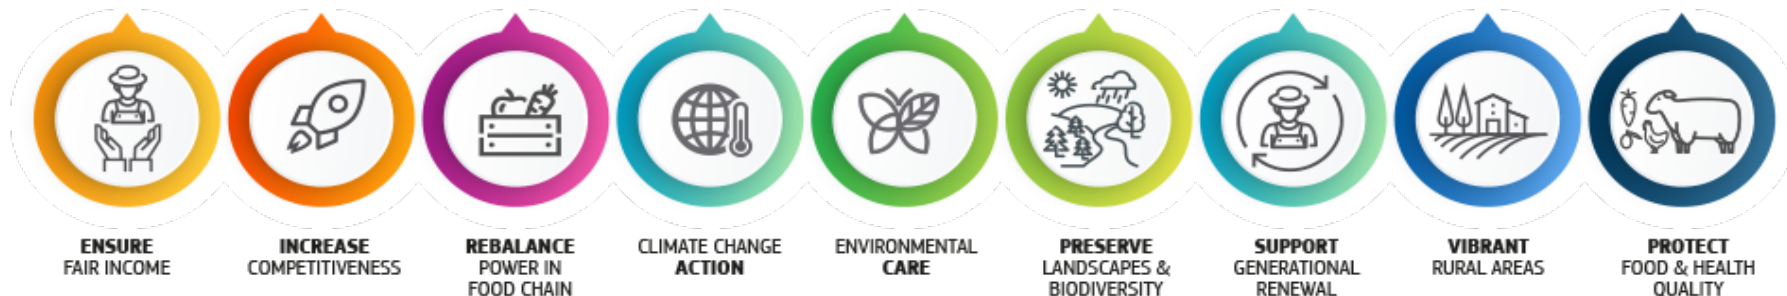 ENSURE
FAIR INCOME
INCREASE
COMPETITIVENESS
REBALANCE
POWER IN
FOOD CHAIN
CLIMATE CHANGE
ACTION
ENVIRONMENTAL
CARE
PRESERVE
LANDSCAPES &
BIODIVERSITY
SUPPORT
GENERATIONAL
RENEWAL
VIBRANT
RURAL AREAS
PROTECT
FOOD & HEALTH
QUALITY